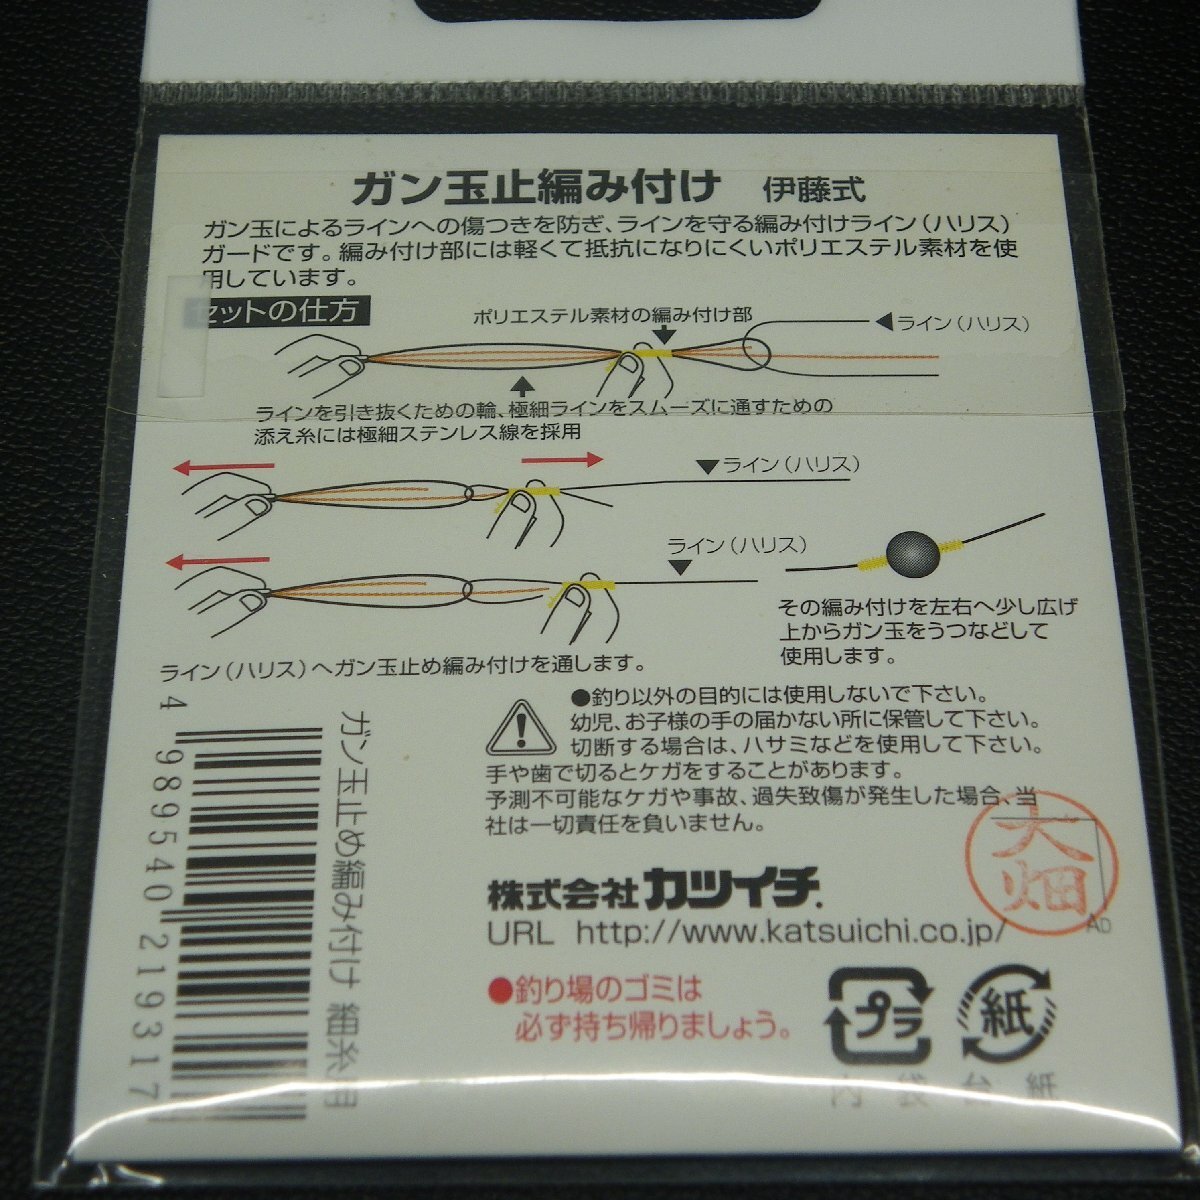 ガン玉止編み付け 伊藤式
ガン玉によるラインへの傷つきを防ぎ、ラインを守る編み付けライン(ハリス)
ガードです。編み付け部には軽くて抵抗になりにくいポリエステル素材を使
用しています。
セットの仕方
ポリエステル素材の編み付け部
ライン(ハリス)
ラインを引き抜くための輪、極細ラインをスムーズに通すための
添え糸には極細ステンレス線を採用
ライン(ハリス)
ライン(ハリス)
その編み付けを左右へ少し広げ
上からガン玉をうつなどして
使用します。
ライン(ハリス)へガン玉止め編み付けを通します。
●釣り以外の目的には使用しないで下さい。
幼児、お子様の手の届かない所に保管して下さい。
切断する場合は、ハサミなどを使用して下さい。
手や歯で切るとケガをすることがあります。
予測不可能なケガや事故、過失致傷が発生した場合、当
社は一切責任を負いません。
大畑
AD
株式会社カツイチ.
URL http://www.katsuichi.co.jp/
●釣り場のゴミは
必ず持ち帰りましょう。
プラ
紙
内袋
台紙
ガン玉止め編み付け 細糸用
4 989540 219317